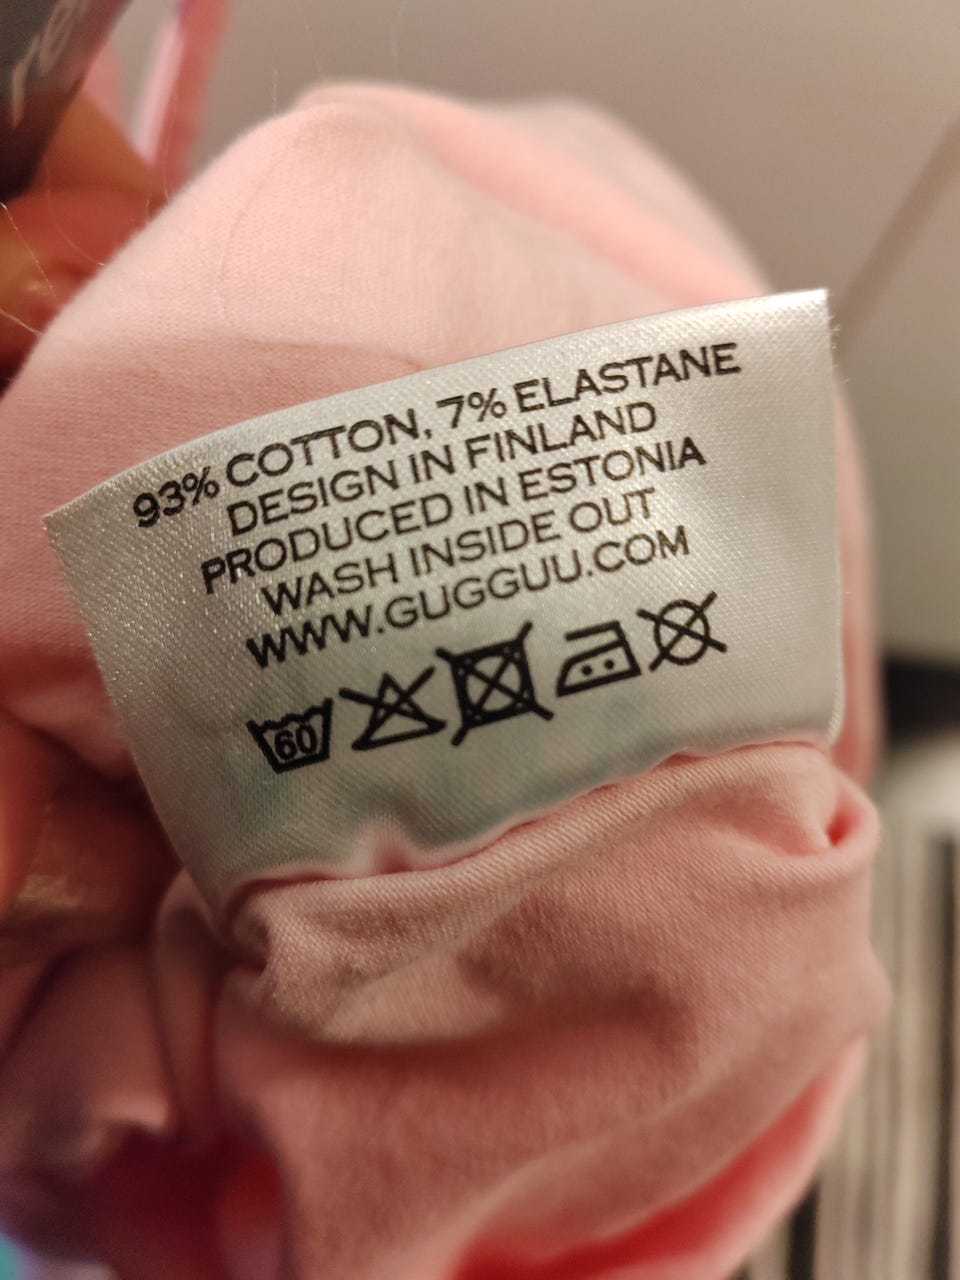 93% COTTON, 7% ELASTANE
DESIGN IN FINLAND
PRODUCED IN ESTONIA
WASH INSIDE OUT
WWW.GUGGUU.COM
60